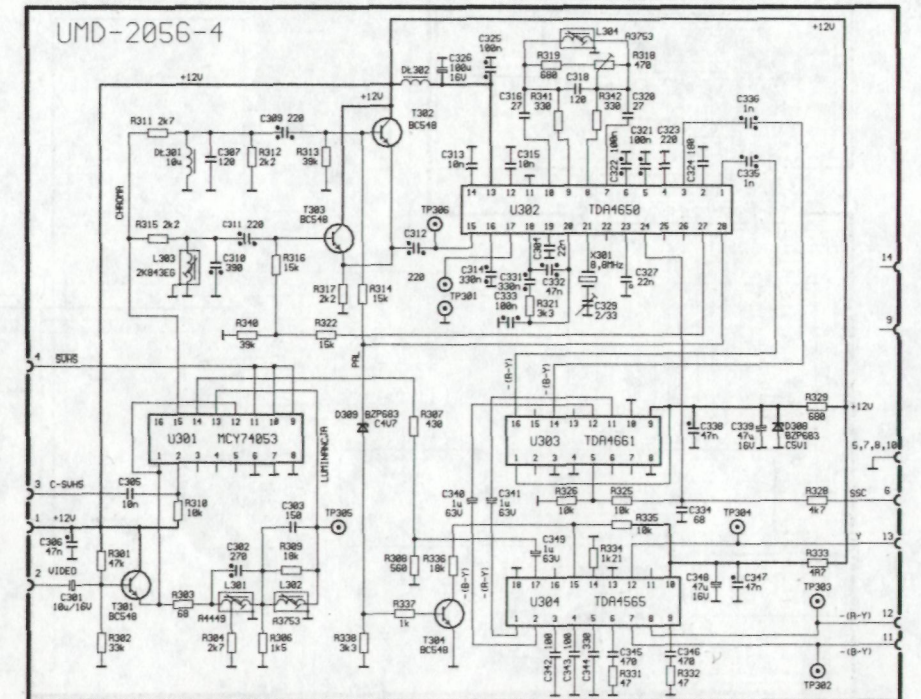 UMD-2056-4
+12V
L304
R3753
C325
100n
C326
100u
16V
R319
680
C318
120
R318
470
Dt302
+12V
+12V
T302
BC548
C316
27
R341
330
R342
330
C320
27
C336
1n
R311 2k7
C309 220
Dt301
10u
C307
120
R312
2k2
R313
39k
C313
10n
C315
10n
C322 100n
C321
100n
C323
220
C324 100
C335
1n
CHROMA
T303
BC548
14 13 12 11 10 9 8 7 6 5 4 3 2 1
U302 TDA4650
15 16 17 18 19 20 21 22 23 24 25 26 27 28
R315 2k2
C311 220
TP306
C312
220
L303
C310
390
R316
15k
R317
2k2
R314
15k
TP301
C314
330n
C331
330n
C304
22n
C332
47n
C333
100n
R321
3k3
X301
8,8MHz
C329
2/33
C327
22n
14
9
R340
39k
R322
15k
PAL
4 SVHS
-(R-Y)
-(B-Y)
16 15 14 13 12 11 10 9
U301 MCY74053
1 2 3 4 5 6 7 8
LUMINANCJA
D309 BZP683
C4V7
R307
430
16 15 14 13 12 11 10 9
U303 TDA4661
1 2 3 4 5 6 7 8
C338
47n
C339
47u
16V
D308
BZP683
C5V1
R329
680
+12V
5,7,8,10
3 C-SVHS
C305
10n
R310
10k
C303
150
TP305
C340
1u
63V
C341
1u
63V
R326
10k
R325
10k
C334
68
R328
4k7
SSC 6
1 +12V
C306
47n
R301
47k
C302
270
R309
18k
R335
10k
TP304
Y 13
2 VIDEO
C301
10u/16V
T301
BC548
R303
68
L301
R4449
L302
R3753
R308
560
R336
18k
-(B-Y)
-(R-Y)
C349
1u
63V
R334
1k21
18 17 16 15 14 13 12 11 10
U304 TDA4565
1 2 3 4 5 6 7 8 9
C348
47u
16V
C347
47n
R333
4R7
TP303
-(R-Y) 12
11
-(B-Y)
TP302
R302
33k
R304
2k7
R306
1k5
R338
3k3
R337
1k
T304
BC548
C342 100
C343 100
C344 330
C345
470
R331
47
C346
470
R332
47